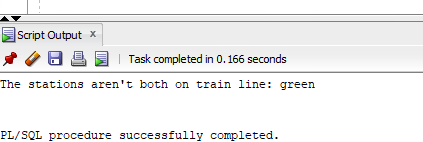 Script Output x
Task completed in 0.166 seconds
The stations aren't both on train line: green
PL/SQL procedure successfully completed.